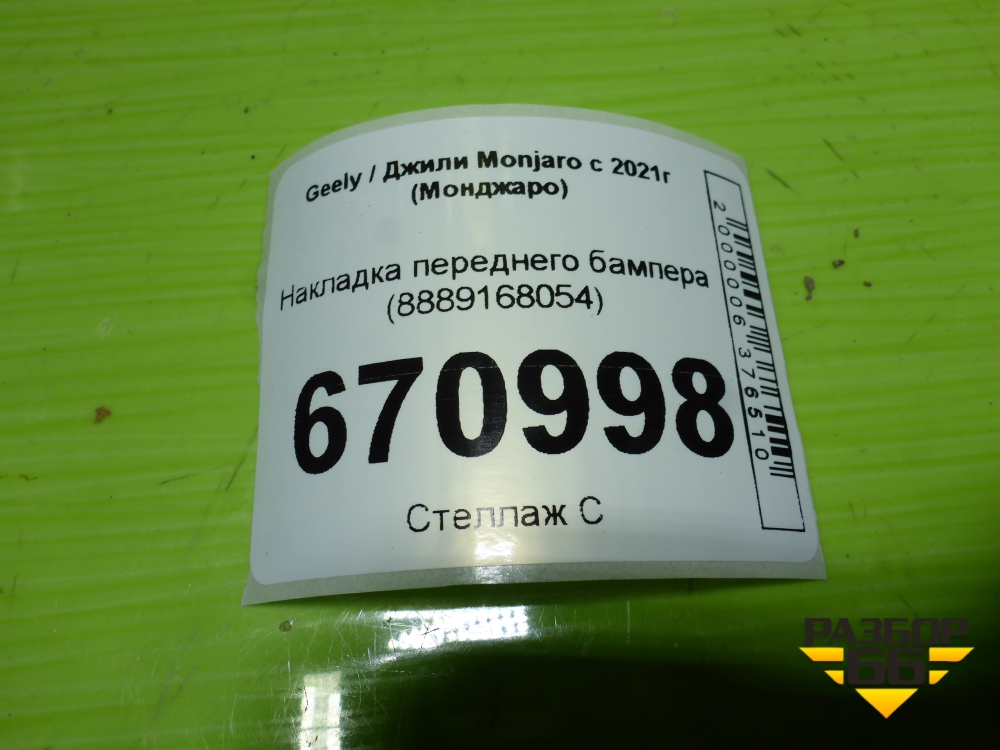 Geely / Джили Monjaro с 2021г
(Монджаро)
Накладка переднего бампера
(8889168054)
670998
Стеллаж С
2000006376510
РАЗБОР
66